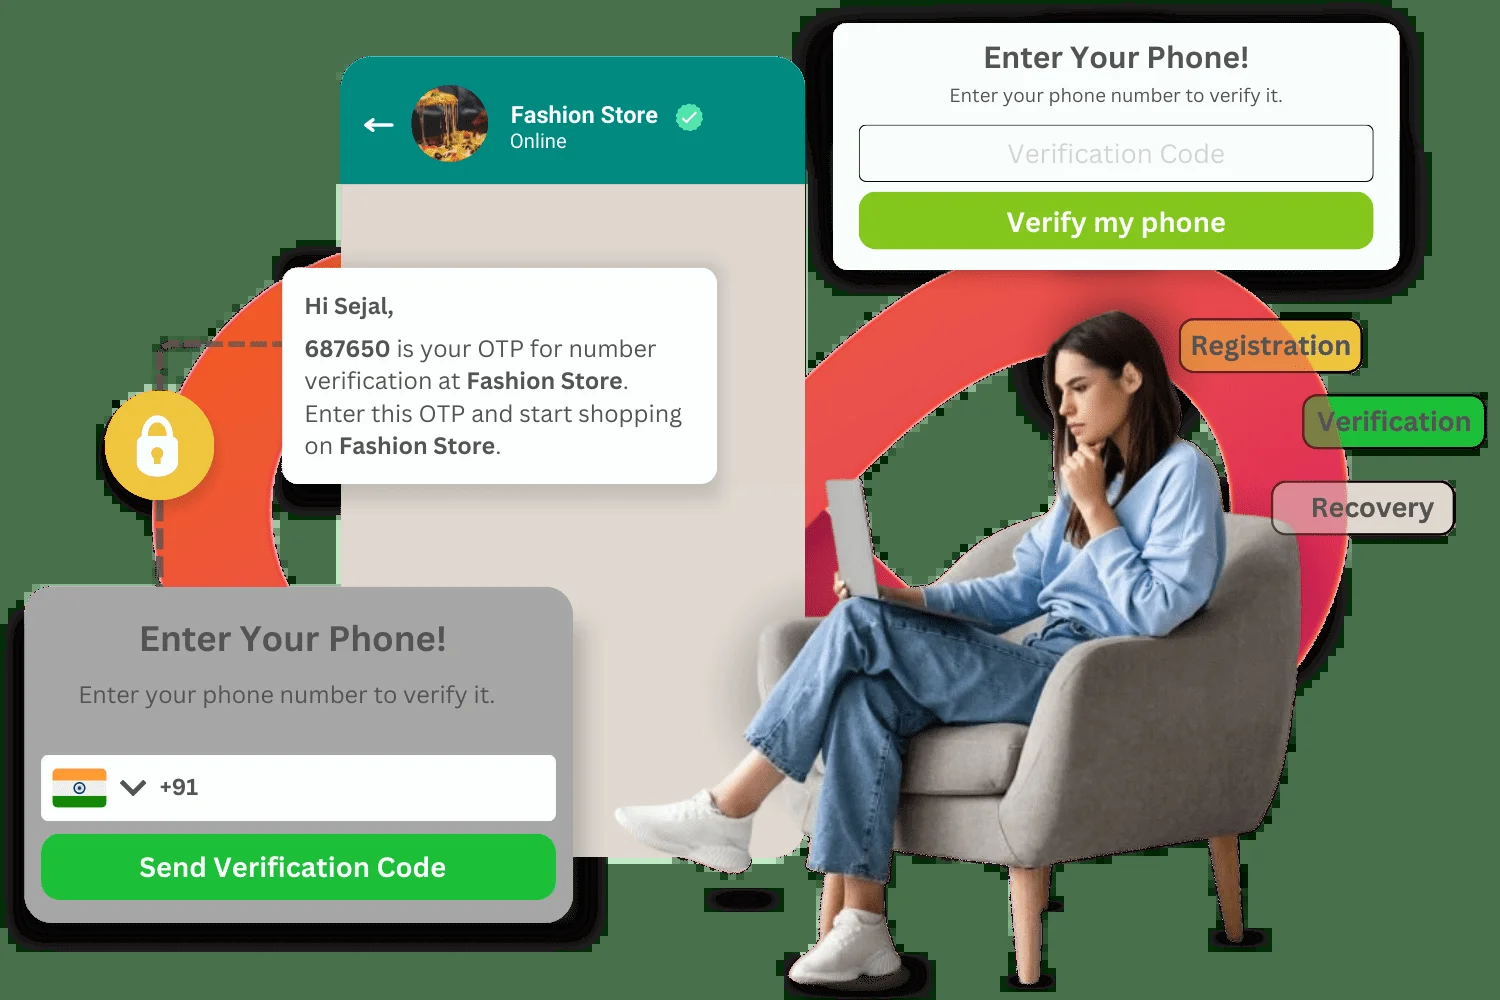 Fashion Store
Online
Enter Your Phone!
Enter your phone number to verify it.
Verification Code
Verify my phone
Hi Sejal,
687650 is your OTP for number
verification at Fashion Store.
Enter this OTP and start shopping
on Fashion Store.
Registration
Verification
Recovery
Enter Your Phone!
Enter your phone number to verify it.
+91
Send Verification Code